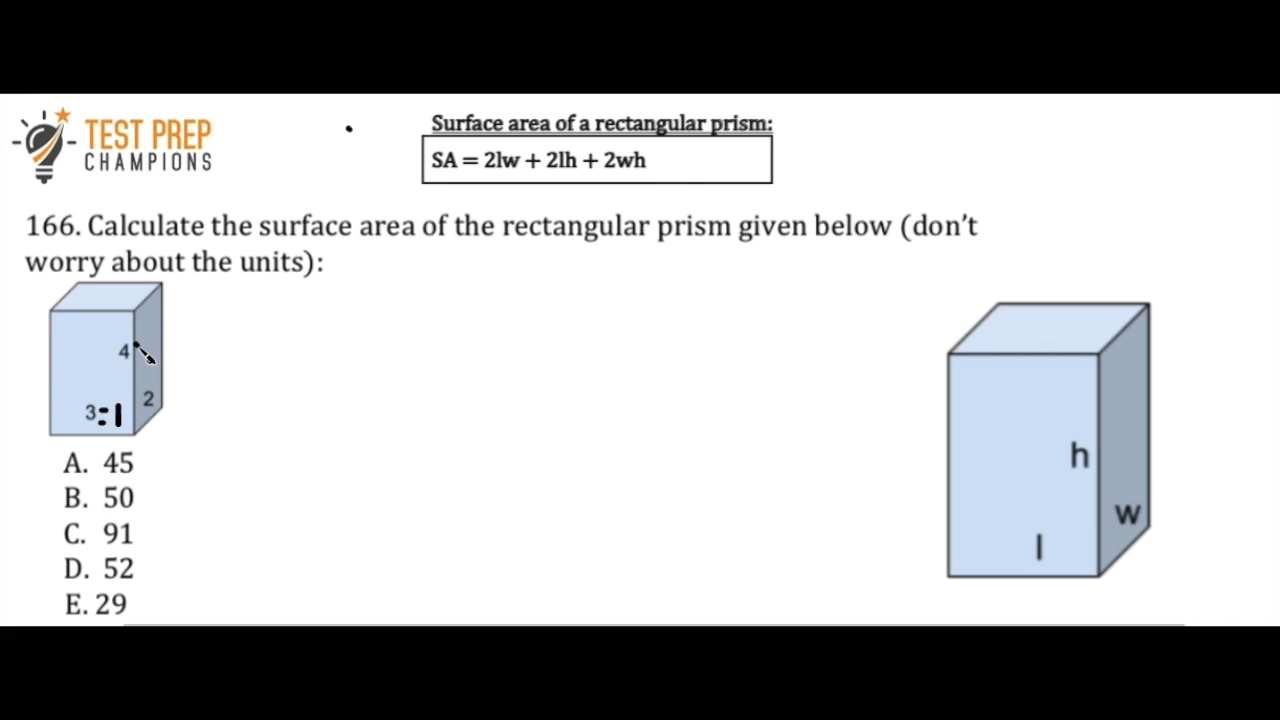 TEST PREP
CHAMPIONS
Surface area of a rectangular prism:
SA = 2lw + 2lh + 2wh
166. Calculate the surface area of the rectangular prism given below (don't
worry about the units):
4
2
3=l
A. 45
B. 50
C. 91
D. 52
E. 29
h
w
l